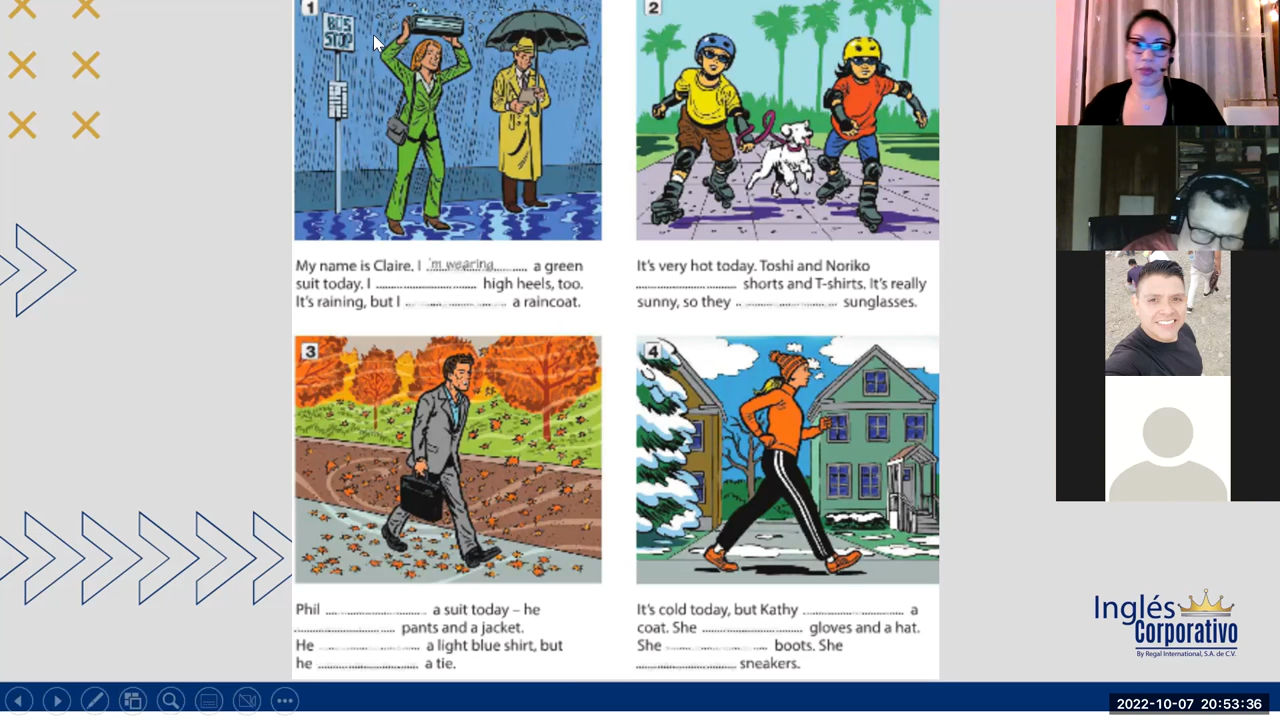 1
BUS
STOP
2
My name is Claire. I 'm wearing a green
suit today. I .......................... high heels, too.
It's raining, but I .......................... a raincoat.
It's very hot today. Toshi and Noriko
.......................... shorts and T-shirts. It's really
sunny, so they .......................... sunglasses.
3
4
Phil .......................... a suit today – he
.......................... pants and a jacket.
He .......................... a light blue shirt, but
he .......................... a tie.
It's cold today, but Kathy .......................... a
coat. She .......................... gloves and a hat.
She .......................... boots. She
.......................... sneakers.
Inglés
Corporativo
By Regal International, S.A. de C.V.
2022-10-07 20:53:36